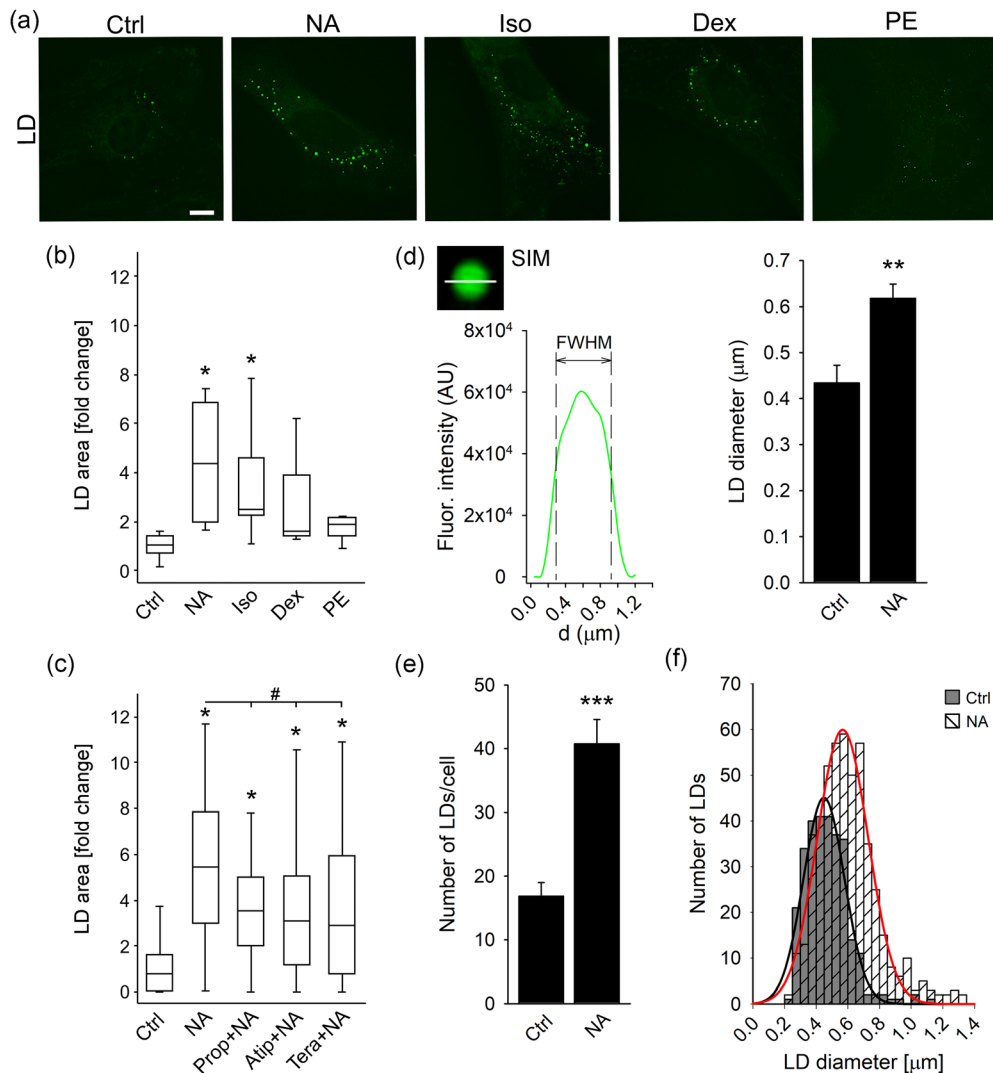 (a)
Ctrl NA Iso Dex PE
LD
(b)
LD area [fold change]
12
10
8
6
4
2
0
* *
Ctrl NA Iso Dex PE
(d)
SIM
Fluor. intensity (AU)
8x10⁴
6x10⁴
4x10⁴
2x10⁴
0
FWHM
0.0 0.4 0.8 1.2
d (μm)
LD diameter (μm)
0.7
0.6
0.5
0.4
0.3
0.2
0.1
0.0
**
Ctrl NA
(c)
LD area [fold change]
12
10
8
6
4
2
0
#
* * * *
Ctrl NA Prop+NA Atip+NA Tera+NA
(e)
Number of LDs/cell
50
40
30
20
10
0
***
Ctrl NA
(f)
Number of LDs
70
60
50
40
30
20
10
0
Ctrl
NA
0.0 0.2 0.4 0.6 0.8 1.0 1.2 1.4
LD diameter [μm]